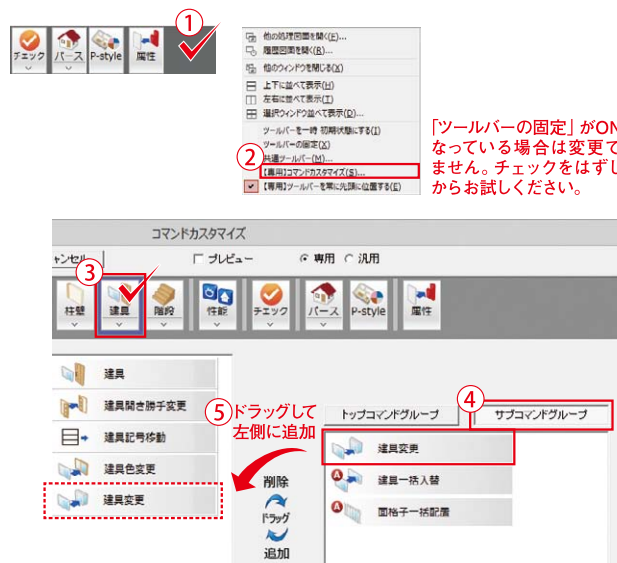 ①
チェック
パース
P-style
属性
他の処理図面を開く(F)...
履歴図面を開く(R)...
他のウィンドウを閉じる(X)
上下に並べて表示(H)
左右に並べて表示(T)
選択ウィンドウ並べて表示(D)...
ツールバーを一時 初期状態にする(I)
ツールバーの固定(X)
②
共通ツールバー(M)...
【専用】コマンドカスタマイズ(S)...
【専用】ツールバーを常に先頭に位置する(E)
「ツールバーの固定」がON
なっている場合は変更で
ません。チェックをはずし
からお試しください。
コマンドカスタマイズ
ャンセル
プレビュー
専用
汎用
③
柱壁
建具
階段
性能
チェック
パース
P-style
属性
建具
建具開き勝手変更
建具記号移動
建具色変更
建具変更
⑤ドラッグして
左側に追加
削除
ドラッグ
追加
④
トップコマンドグループ
サブコマンドグループ
建具変更
A
建具一括入替
A
面格子一括配置